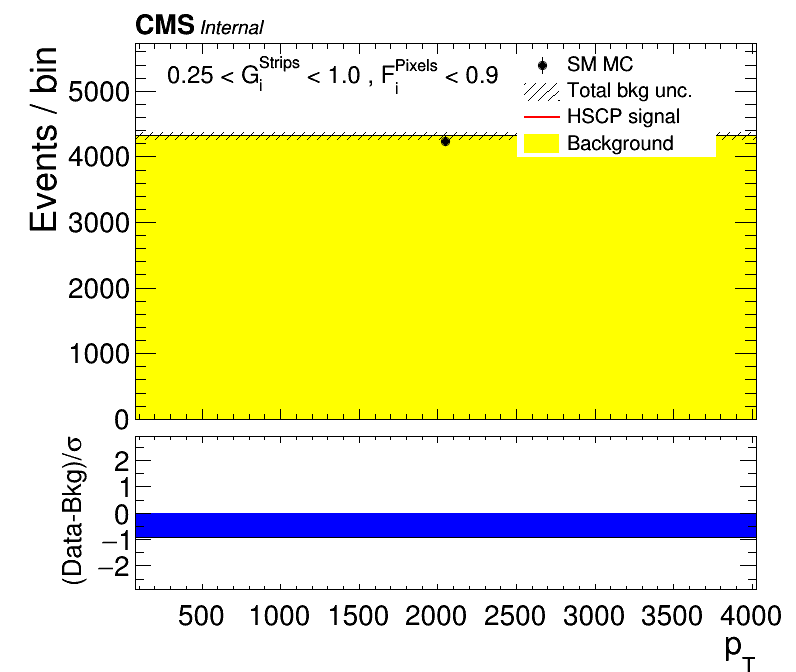 CMS Internal
0.25 < G_i^Strips < 1.0 , F_i^Pixels < 0.9
SM MC
Total bkg unc.
HSCP signal
Background
Events / bin
5000
4000
3000
2000
1000
0
(Data-Bkg)/σ
2
1
0
−1
−2
500 1000 1500 2000 2500 3000 3500 4000
p_T